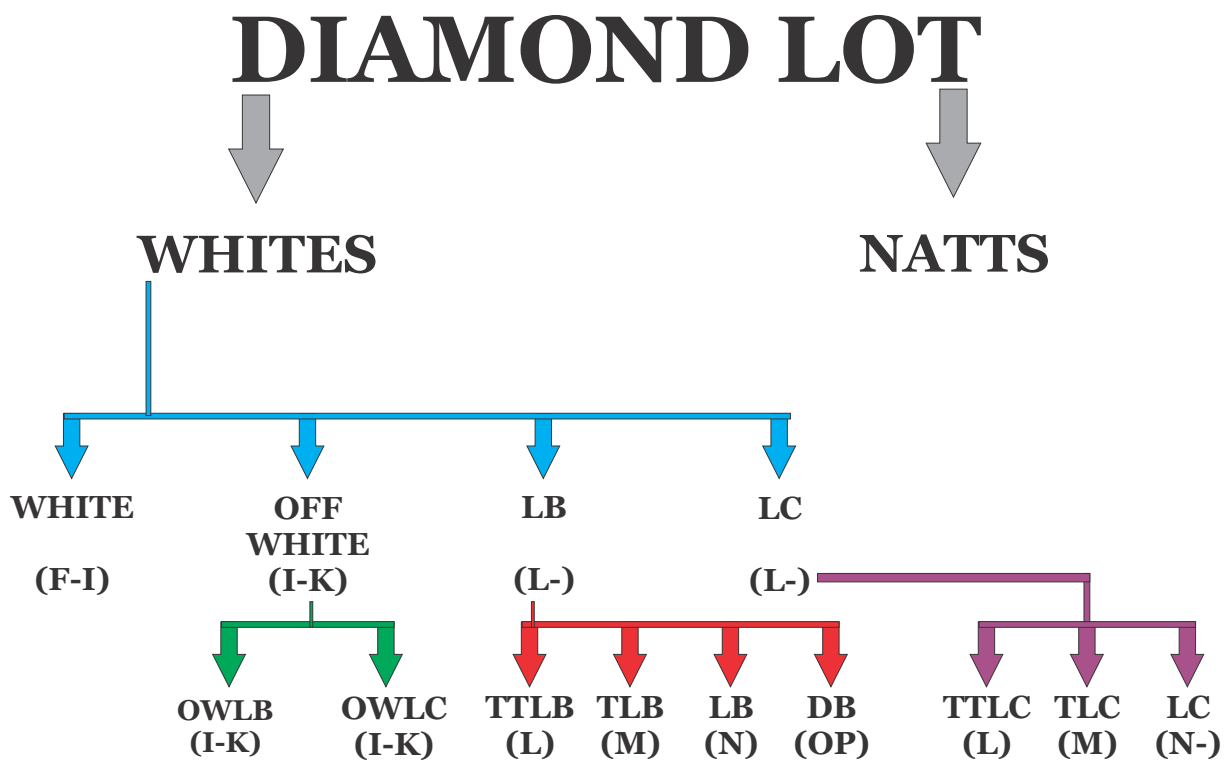 DIAMOND LOT
WHITES
NATTS
WHITE
(F-I)
OFF
WHITE
(I-K)
LB
(L-)
LC
(L-)
OWLB
(I-K)
OWLC
(I-K)
TTLB
(L)
TLB
(M)
LB
(N)
DB
(OP)
TTLC
(L)
TLC
(M)
LC
(N-)